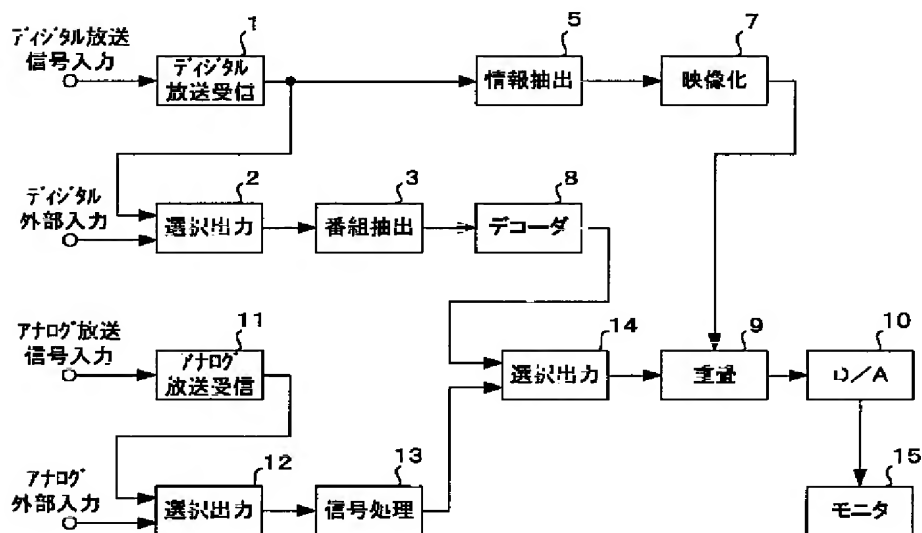 ディジタル放送
信号入力
1
ディジタル
放送受信
5
情報抽出
7
映像化
ディジタル
外部入力
2
選択出力
3
番組抽出
8
デコーダ
アナログ放送
信号入力
11
アナログ
放送受信
14
選択出力
9
重畳
10
D/A
アナログ
外部入力
12
選択出力
13
信号処理
15
モニタ